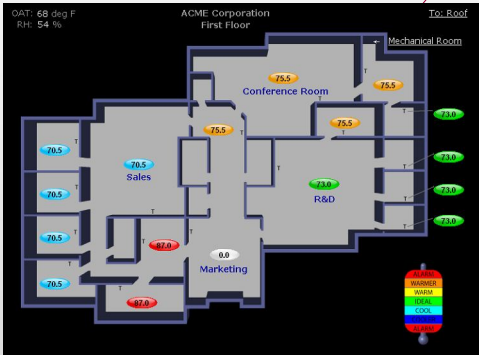 OAT: 68 deg F
RH: 54 %
ACME Corporation
First Floor
To: Roof
Mechanical Room
75.5
75.5
Conference Room
73.0
75.5
75.5
70.5
70.5
Sales
73.0
73.0
R&D
70.5
73.0
73.0
70.5
87.0
0.0
Marketing
70.5
87.0
ALARM
WARMER
WARM
IDEAL
COOL
ALARM
T
T
T
T
T
T
T
T
T
T
T
T
T